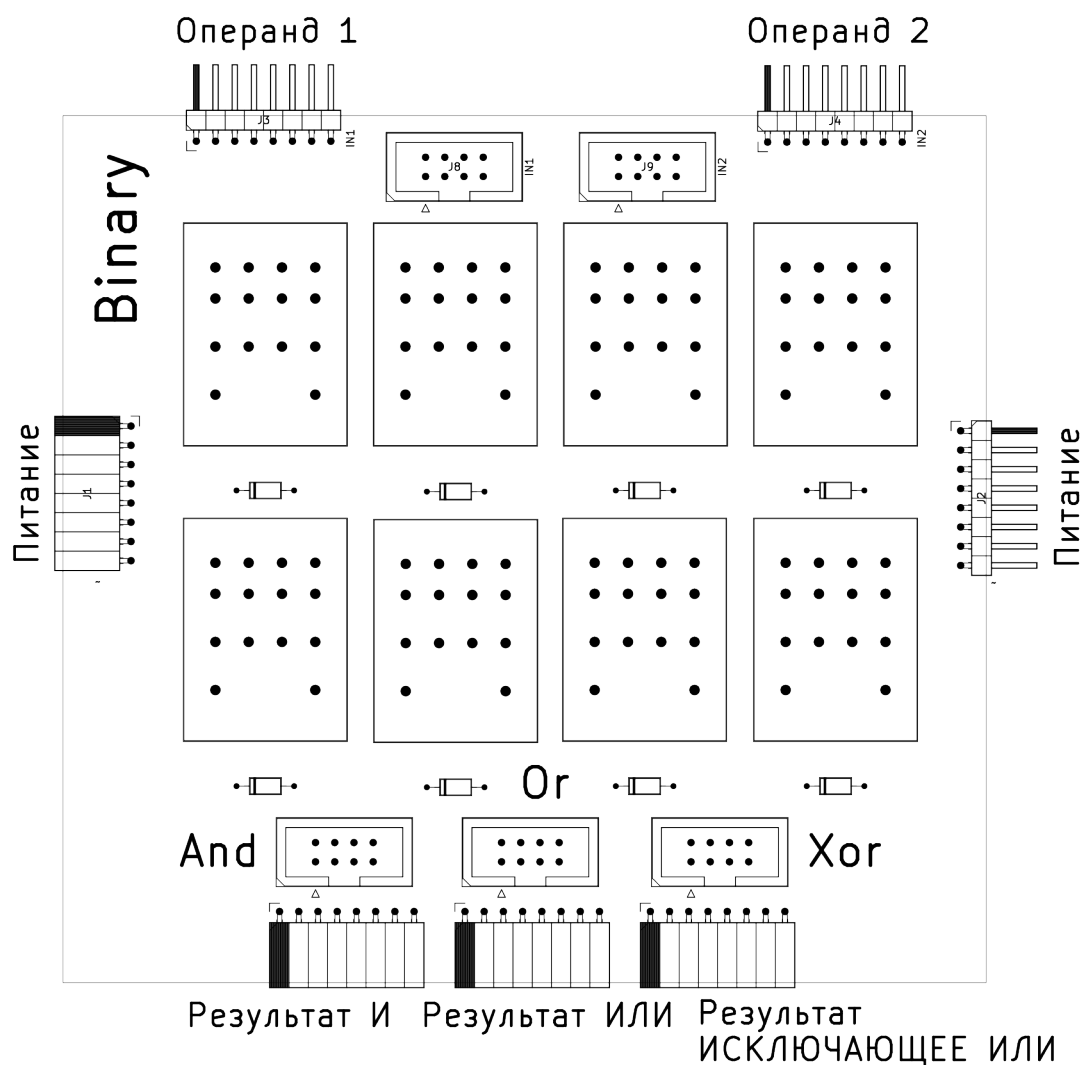 Операнд 1
Операнд 2
J3
J4
IN1
IN2
J8
IN1
J9
IN2
Binary
Питание
J1
~
J2
~
Питание
Or
And
Xor
Результат И
Результат ИЛИ
Результат
ИСКЛЮЧАЮЩЕЕ ИЛИ